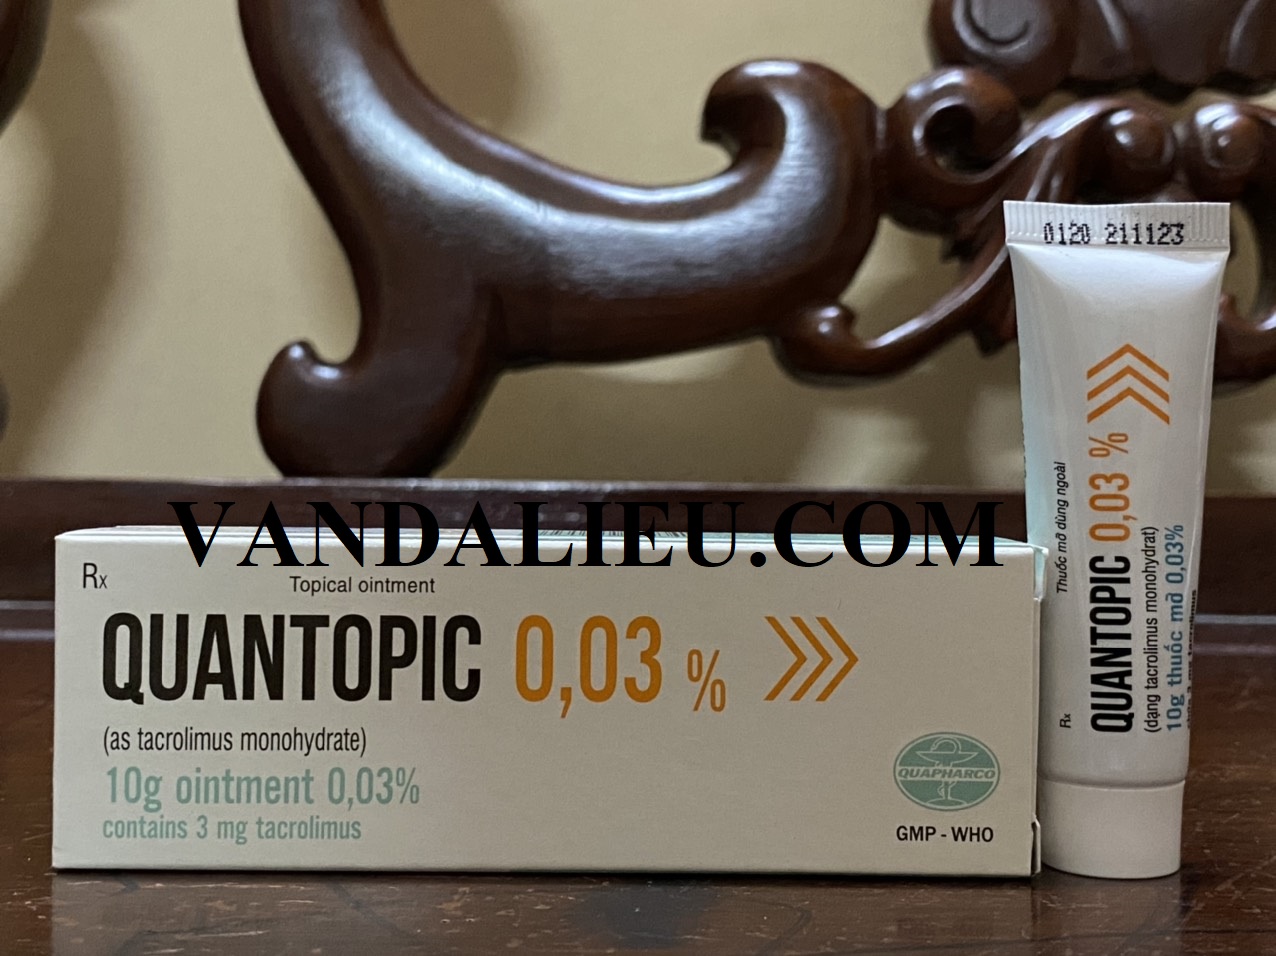 0120 211123
VANDALIEU.COM
Rx
Topical ointment
QUANTOPIC 0,03 %
(as tacrolimus monohydrate)
10g ointment 0,03%
contains 3 mg tacrolimus
QUAPHARCO
GMP - WHO
Rx
Thuốc mỡ dùng ngoài
QUANTOPIC 0,03 %
(dạng tacrolimus monohydrat)
10g thuốc mỡ 0,03%